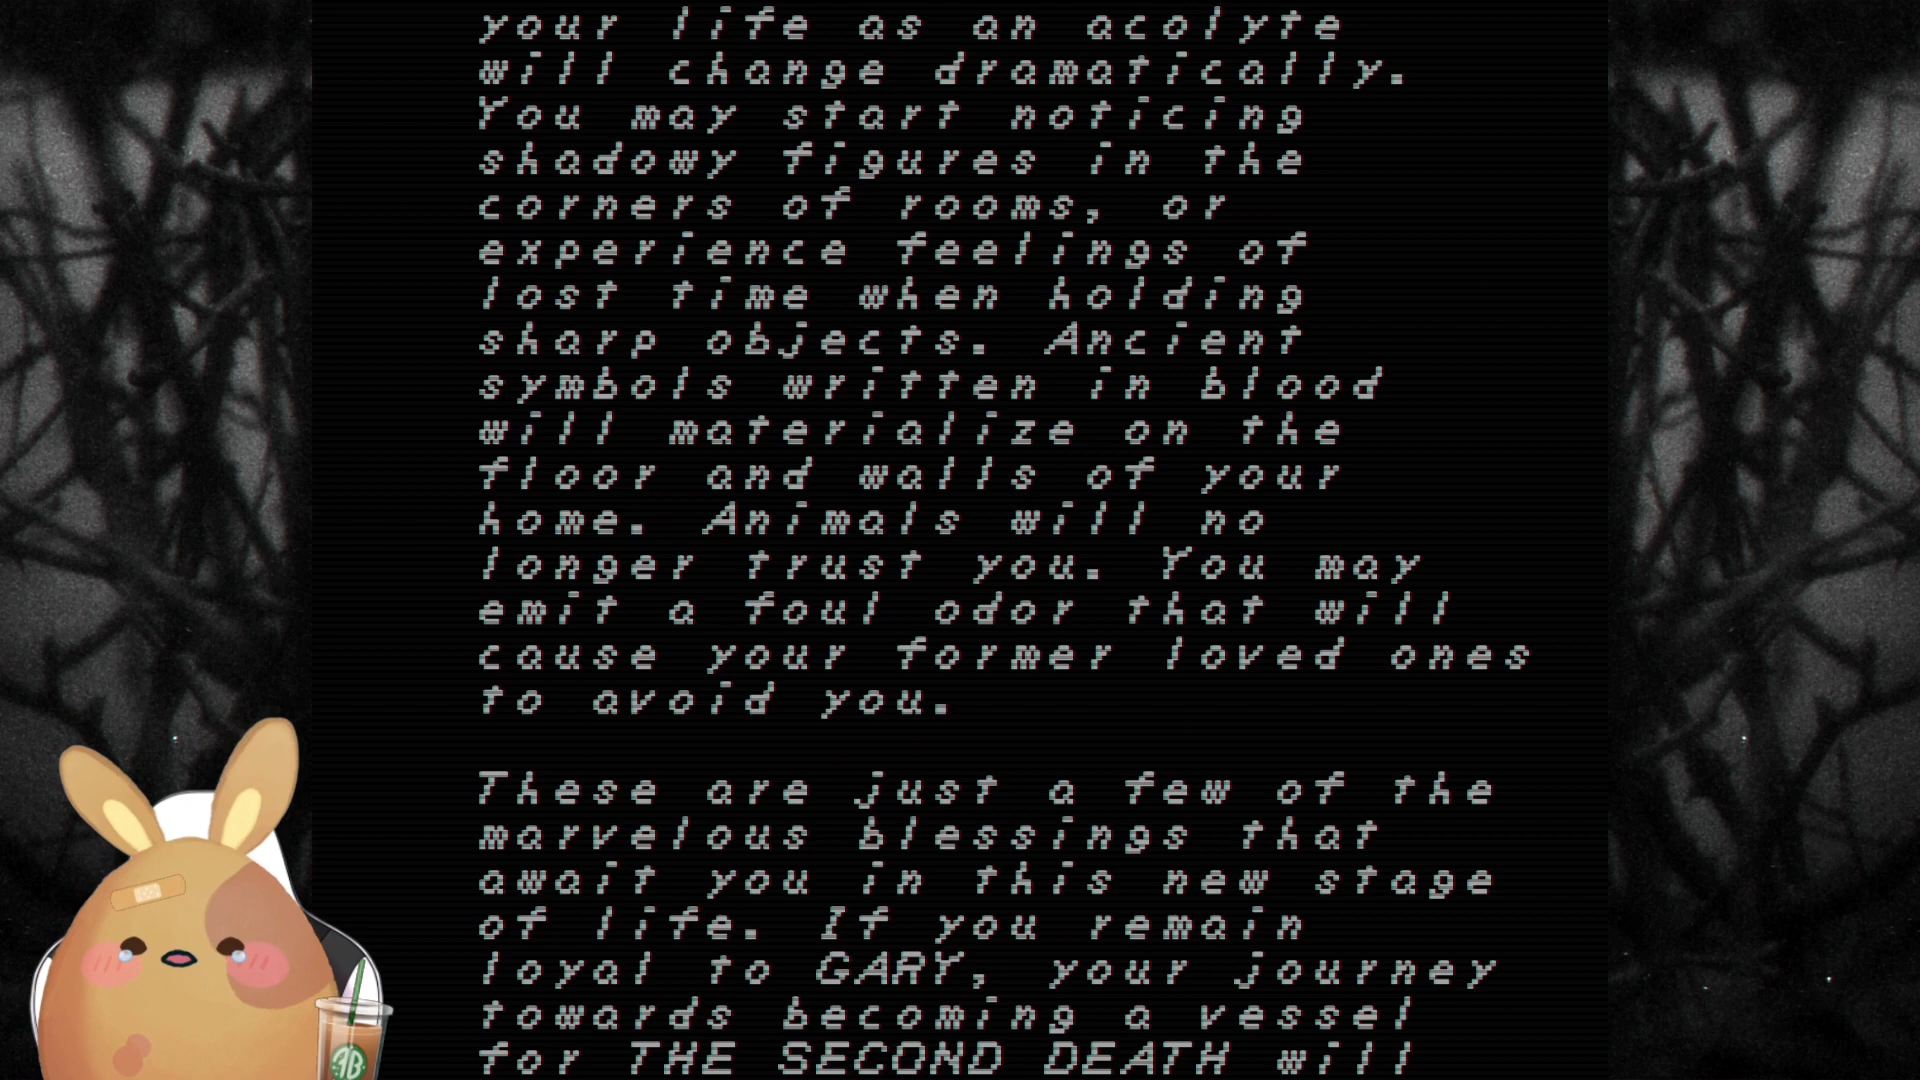 your life as an acolyte
will change dramatically.
You may start noticing
shadowy figures in the
corners of rooms, or
experience feelings of
lost time when holding
sharp objects. Ancient
symbols written in blood
will materialize on the
floor and walls of your
home. Animals will no
longer trust you. You may
emit a foul odor that will
cause your former loved ones
to avoid you.
These are just a few of the
marvelous blessings that
await you in this new stage
of life. If you remain
loyal to GARY, your journey
towards becoming a vessel
for THE SECOND DEATH will